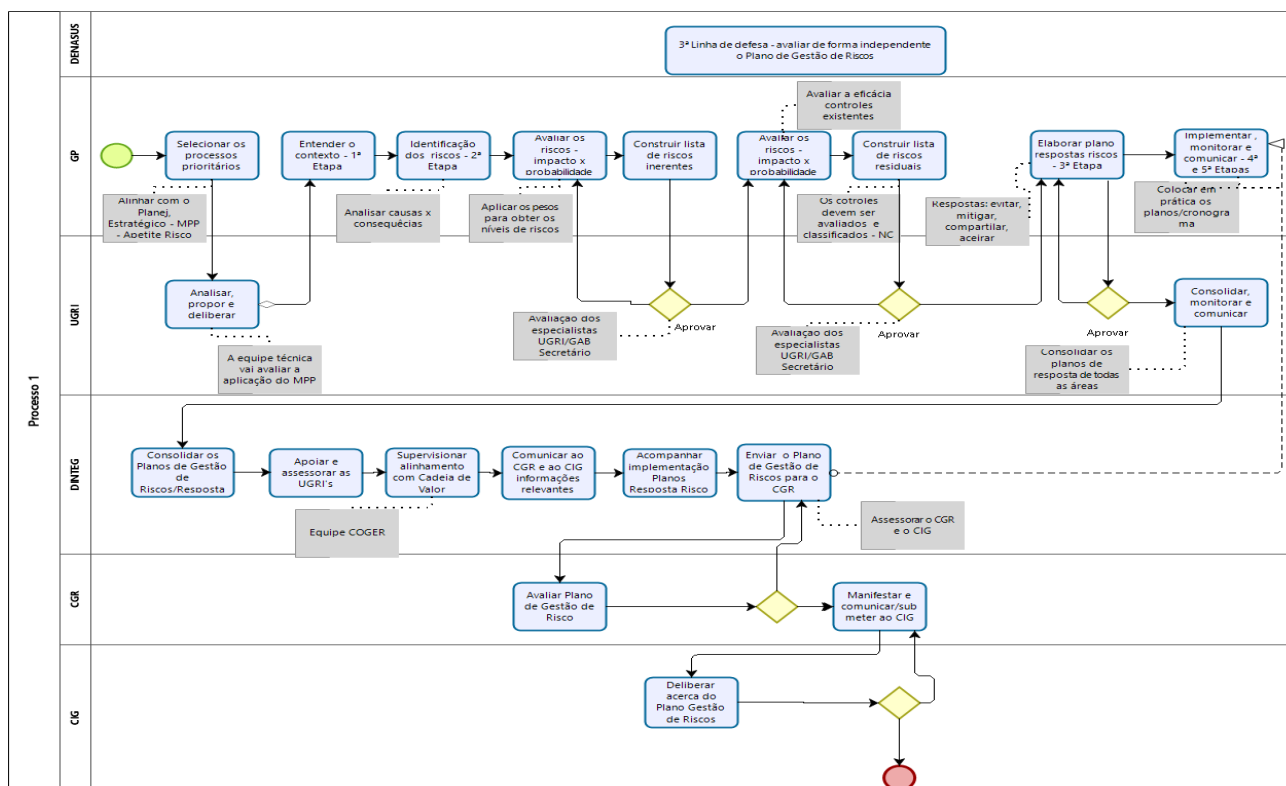 Processo 1
DENASUS
3ª Linha de defesa - avaliar de forma independente
o Plano de Gestão de Riscos
GP
Selecionar os
processos
prioritários
Alinhar com o
Planej,
Estratégico - MPP
- Apetite Risco
Entender o
contexto - 1ª
Etapa
Identificação
dos riscos - 2ª
Etapa
Analisar causas x
consequêcias
Avaliar os
riscos -
impacto x
probabilidade
Aplicar os pesos
para obter os
níveis de riscos
Construir lista
de riscos
inerentes
Avaliar a eficácia
controles
existentes
Avaliar os
riscos -
impacto x
probabilidade
Construir lista
de riscos
residuais
Os cotroles
devem ser
avaliados e
classificados - NC
Elaborar plano
respostas riscos
- 3ª Etapa
Respostas: evitar,
mitigar,
compartilar,
aceirar
Implementar ,
monitorar e
comunicar - 4ª
e 5ª Etapas
Colocar em
prática os
planos/cronogra
ma
UGRI
Analisar,
propor e
deliberar
A equipe técnica
vai avaliar a
aplicação do MPP
Aprovar
Avaliação dos
especialistas
UGRI/GAB
Secretário
Aprovar
Avaliação dos
especialistas
UGRI/GAB
Secretário
Aprovar
Consolidar,
monitorar e
comunicar
Consolidar os
planos de
resposta de todas
as áreas
DINTEG
Consolidar os
Planos de Gestão
de
Riscos/Resposta
Apoiar e
assessorar as
UGRI's
Supervisionar
alinhamento
com Cadeia de
Valor
Equipe COGER
Comunicar ao
CGR e ao CIG
informações
relevantes
Acompanhar
implementação
Planos
Resposta Risco
Enviar o Plano
de Gestão de
Riscos para o
CGR
Assessorar o CGR
e o CIG
CGR
Avaliar Plano
de Gestão de
Risco
Manifestar e
comunicar/sub
meter ao CIG
CIG
Deliberar
acerca do
Plano Gestão
de Riscos